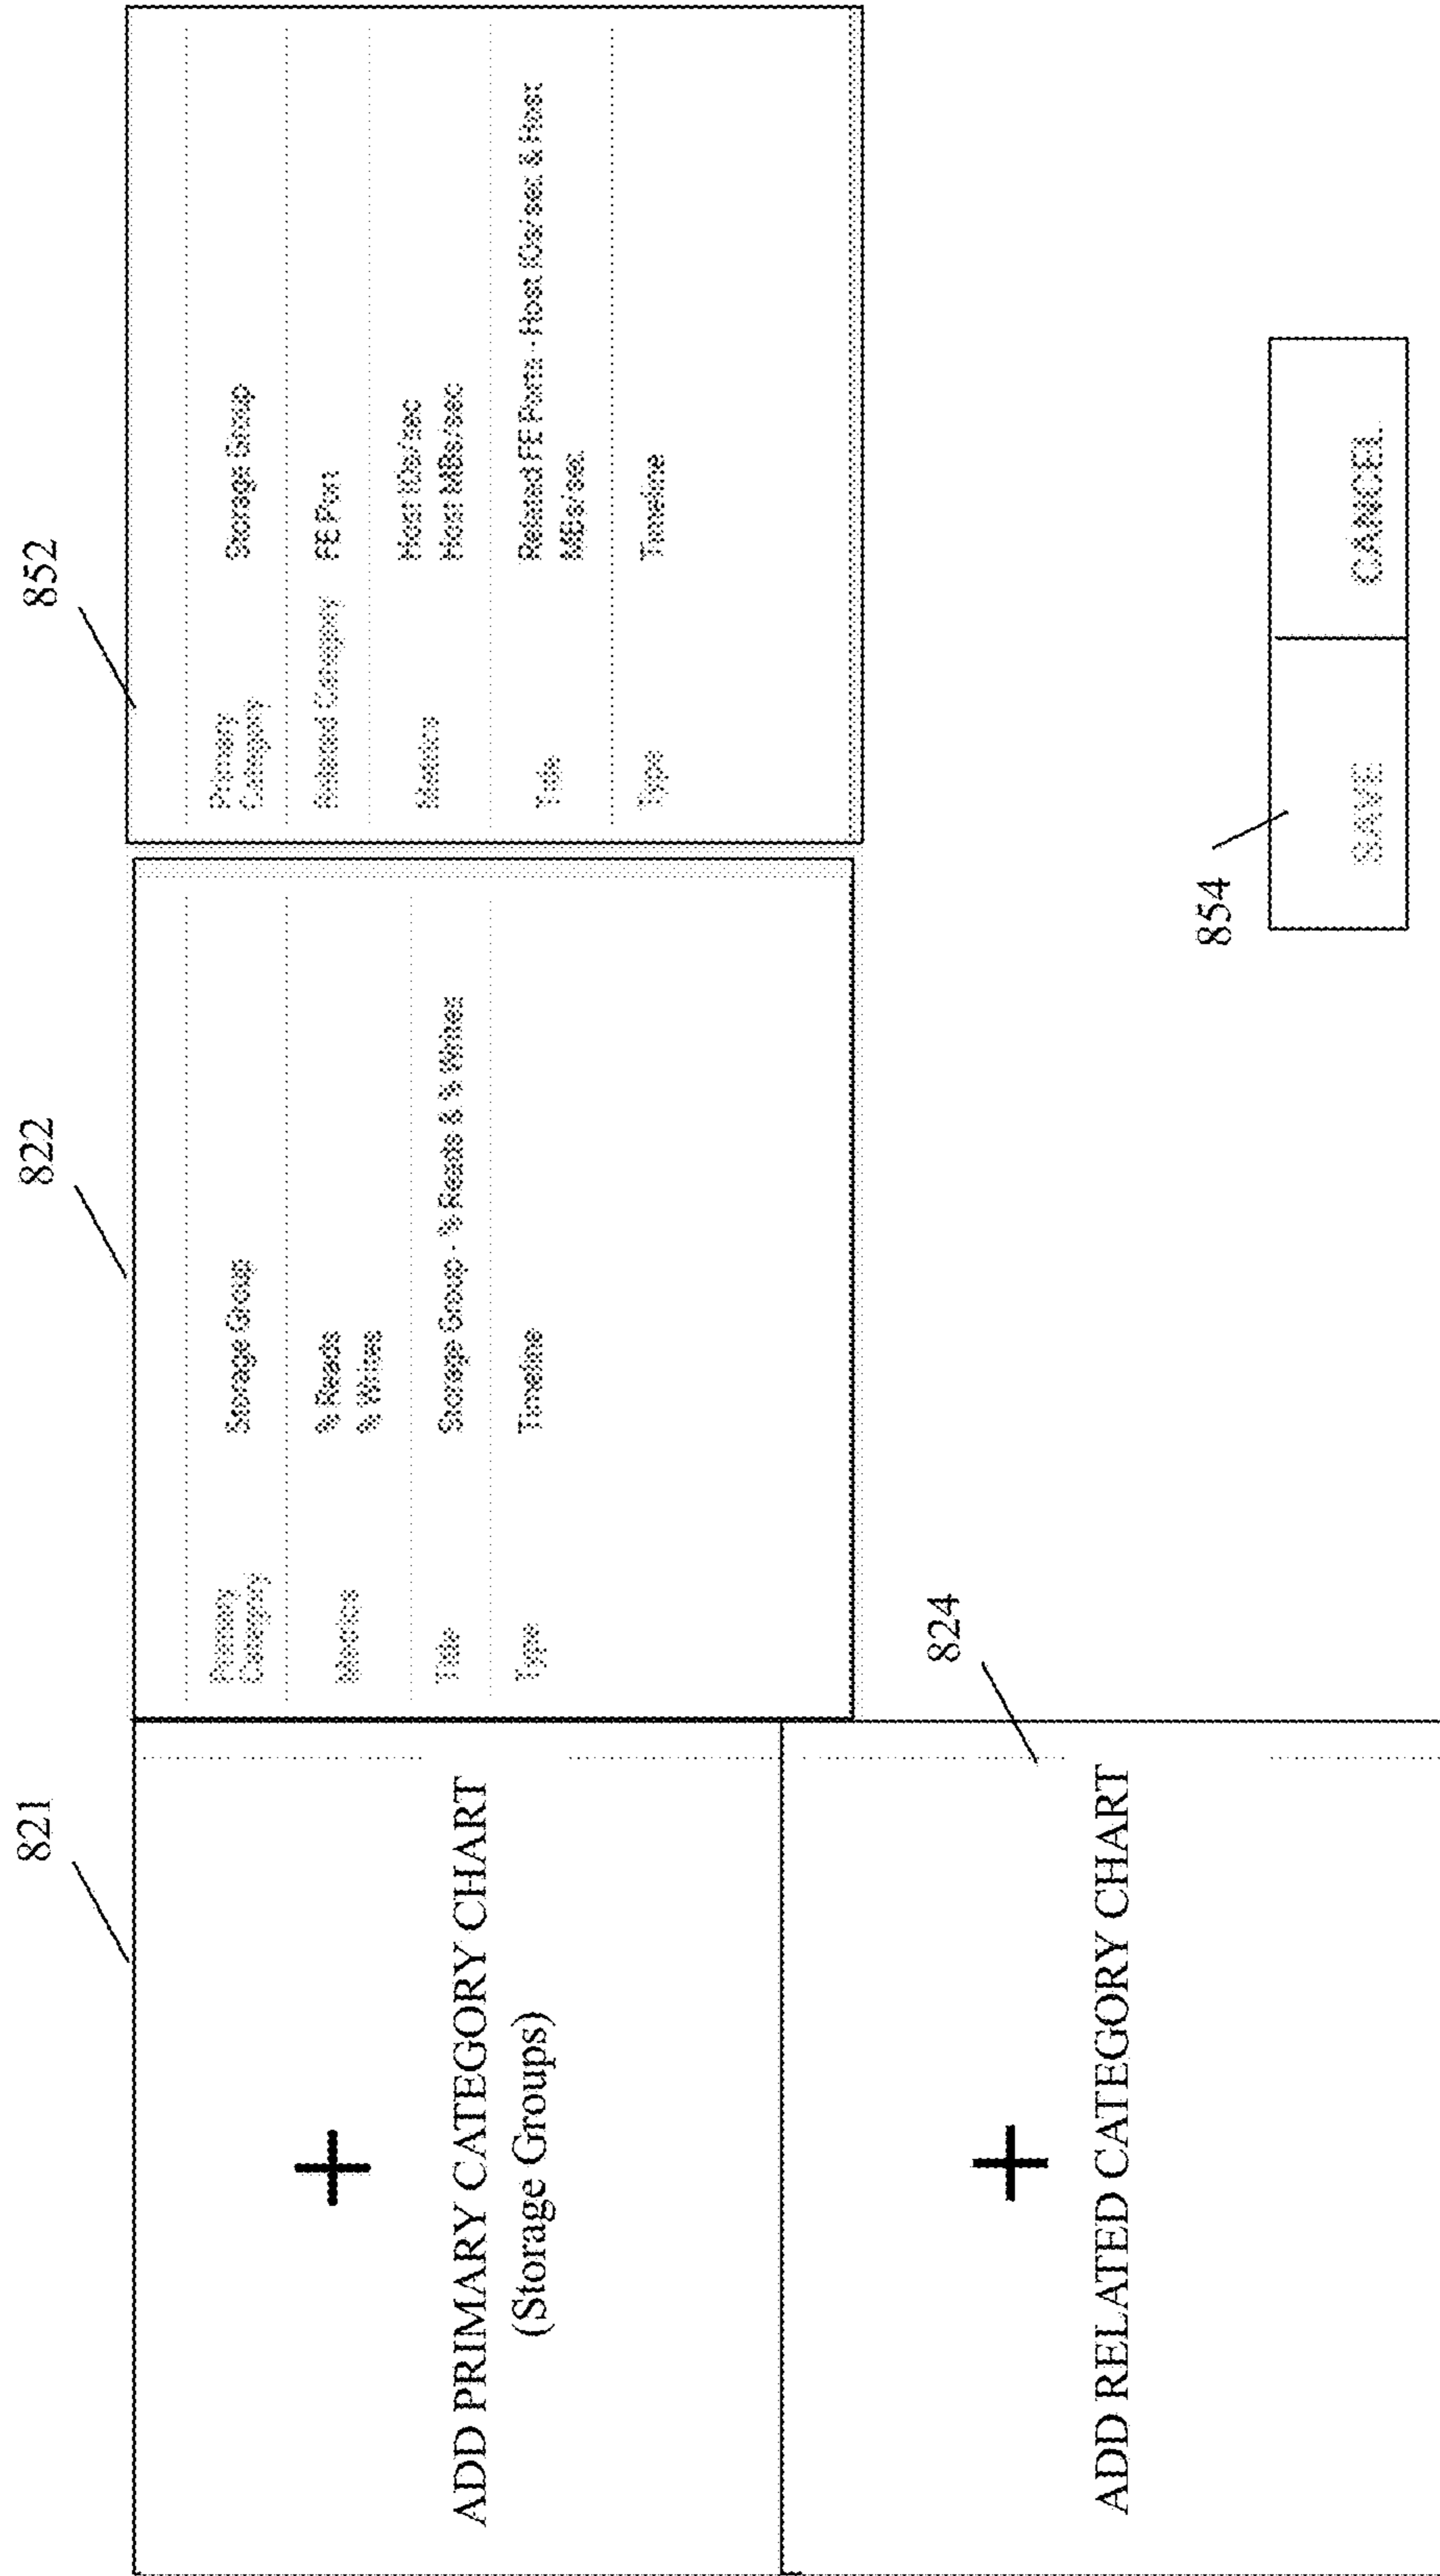 821
ADD PRIMARY CATEGORY CHART
(Storage Groups)
824
ADD RELATED CATEGORY CHART
822
Primary Storage Group
Category
Metrics % Reads
% Writes
Title Storage Group - % Reads & % Writes
Type Timeline
852
Primary Storage Group
Category
Related Category FE Port
Metrics Host IOs/sec
Host MBs/sec
Title Related FE Ports - Host IOs/sec & Host
MBs/sec
Type Timeline
854
SAVE CANCEL